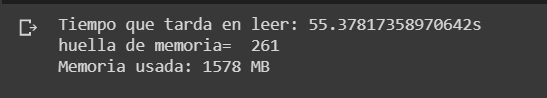 Tiempo que tarda en leer: 55.37817358970642s
huella de memoria=  261
Memoria usada: 1578 MB